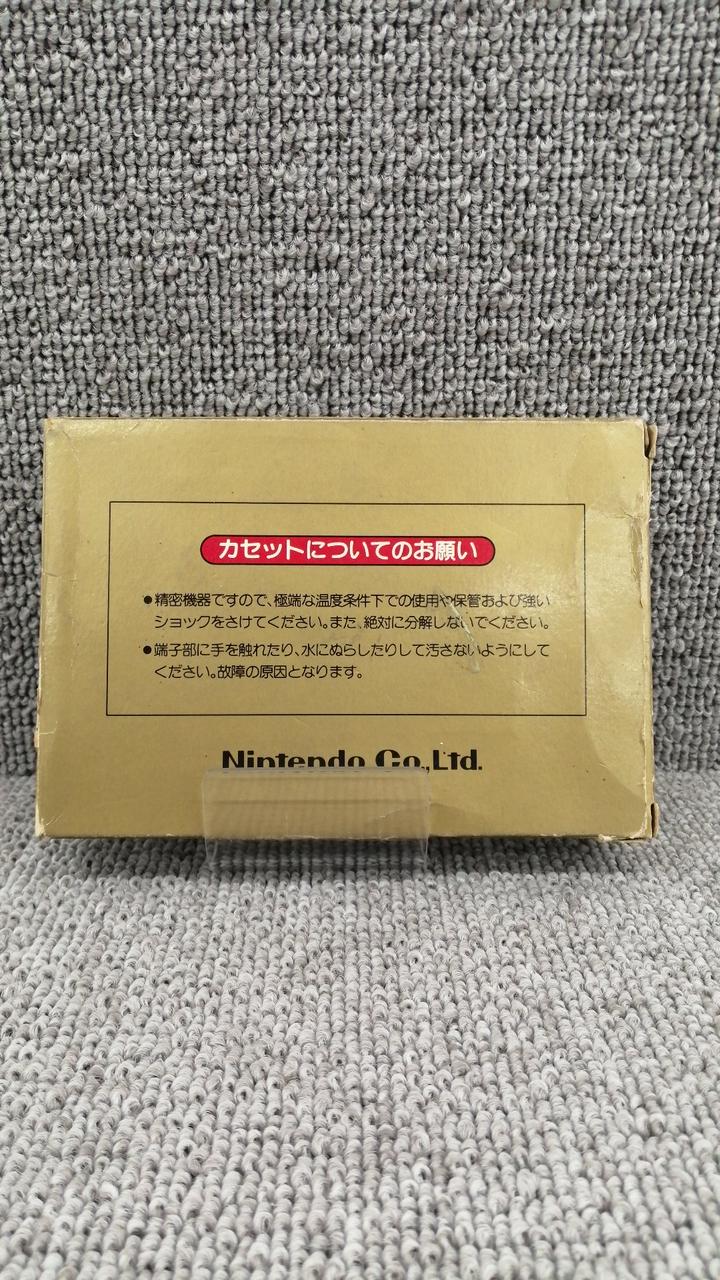 カセットについてのお願い
●精密機器ですので、極端な温度条件下での使用や保管および強い
ショックをさけてください。また、絶対に分解しないでください。
●端子部に手を触れたり、水にぬらしたりして汚さないようにして
ください。故障の原因となります。
Nintendo Co.,Ltd.